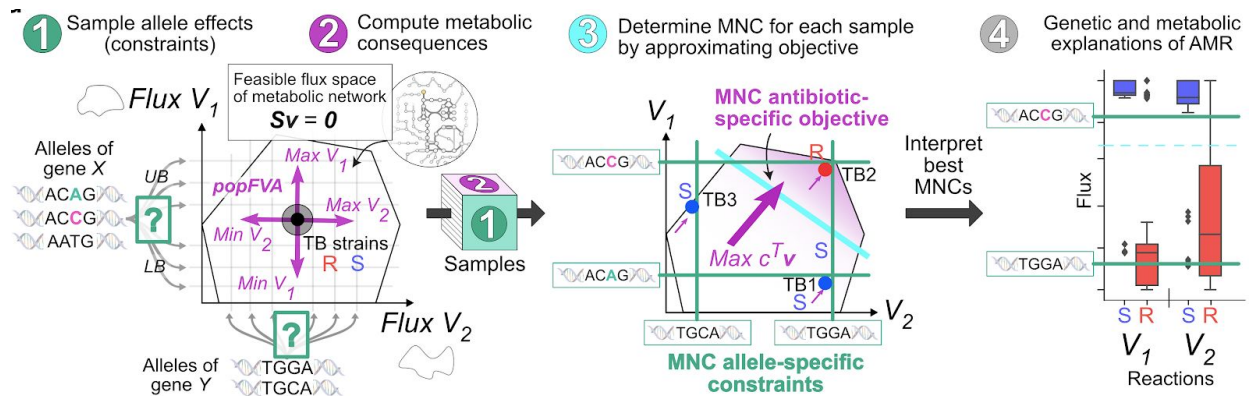 1
Sample allele effects
(constraints)
Flux V1
Alleles of
gene X
ACAG
ACCG
AATG
?
UB
LB
popFVA
Max V1
Max V2
Min V2
Min V1
TB strains
R S
Flux V2
?
Alleles of
gene Y
TGGA
TGCA
2
Compute metabolic
consequences
Feasible flux space
of metabolic network
Sv = 0
2
1
Samples
3
Determine MNC for each sample
by approximating objective
MNC antibiotic-
specific objective
V1
ACCG
ACAG
S
TB3
R
TB2
S
TB1
S
Max cTv
V2
TGCA
TGGA
MNC allele-specific
constraints
Interpret
best
MNCs
4
Genetic and metabolic
explanations of AMR
ACCG
Flux
TGGA
S R S R
V1 V2
Reactions